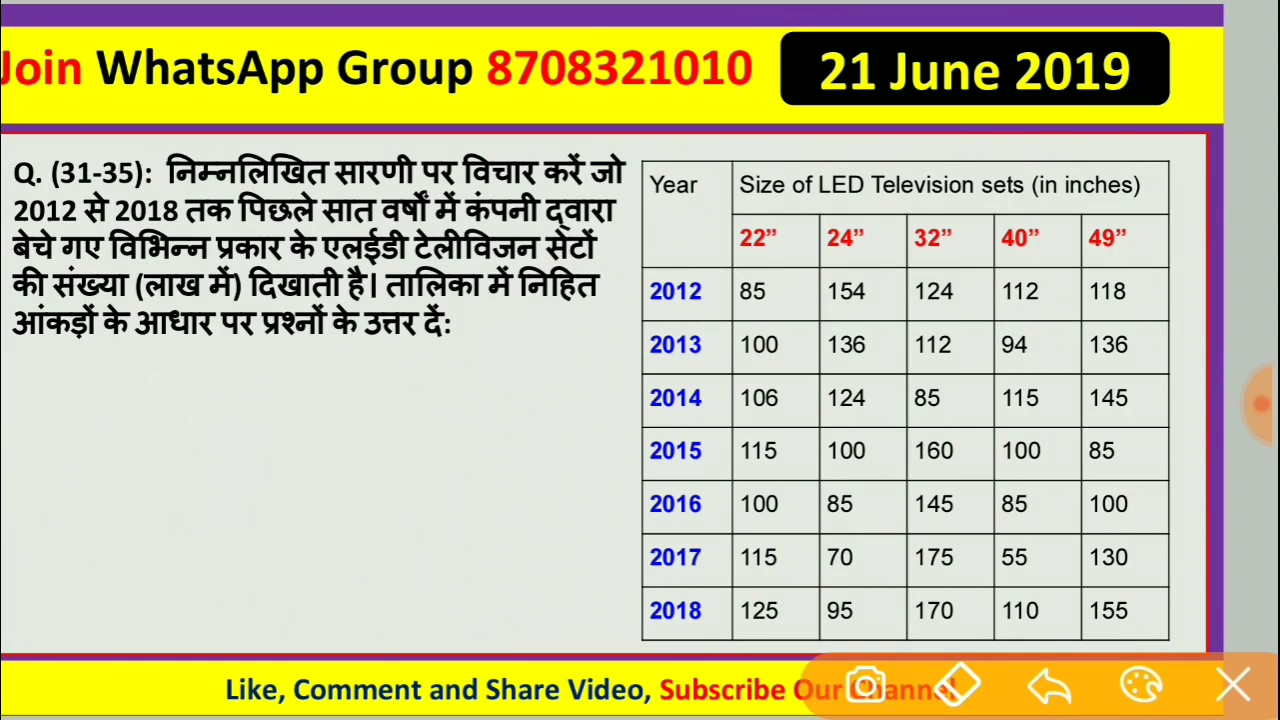 Join WhatsApp Group 8708321010
21 June 2019
Q. (31-35): निम्नलिखित सारणी पर विचार करें जो
2012 से 2018 तक पिछले सात वर्षों में कंपनी द्वारा
बेचे गए विभिन्न प्रकार के एलईडी टेलीविजन सेटों
की संख्या (लाख में) दिखाती है। तालिका में निहित
आंकड़ों के आधार पर प्रश्नों के उत्तर दें:
Year Size of LED Television sets (in inches)
22” 24” 32” 40” 49”
2012 85 154 124 112 118
2013 100 136 112 94 136
2014 106 124 85 115 145
2015 115 100 160 100 85
2016 100 85 145 85 100
2017 115 70 175 55 130
2018 125 95 170 110 155
Like, Comment and Share Video, Subscribe Our Channel